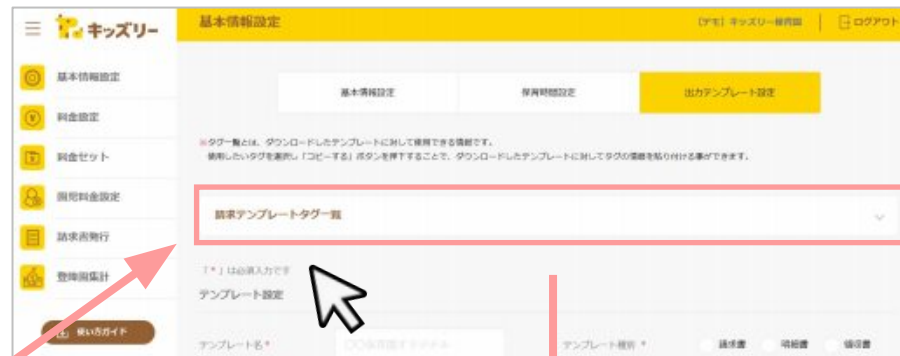 キッズリー
基本情報設定
(デモ) キッズリー保育園
ログアウト
基本情報設定
料金設定
料金セット
園児料金設定
請求書発行
登降園集計
使い方ガイド
基本情報設定
保育時間設定
出力テンプレート設定
※タグ一覧とは、ダウンロードしたテンプレートに対して使用できる情報です。
使用したいタグを選択し「コピーする」ボタンを押下することで、ダウンロードしたテンプレートに対してタグの情報を貼り付ける事ができます。
請求テンプレートタグ一覧
「*」は必須入力です
テンプレート設定
テンプレート名*
テンプレート種別 *
請求書
明細書
領収書